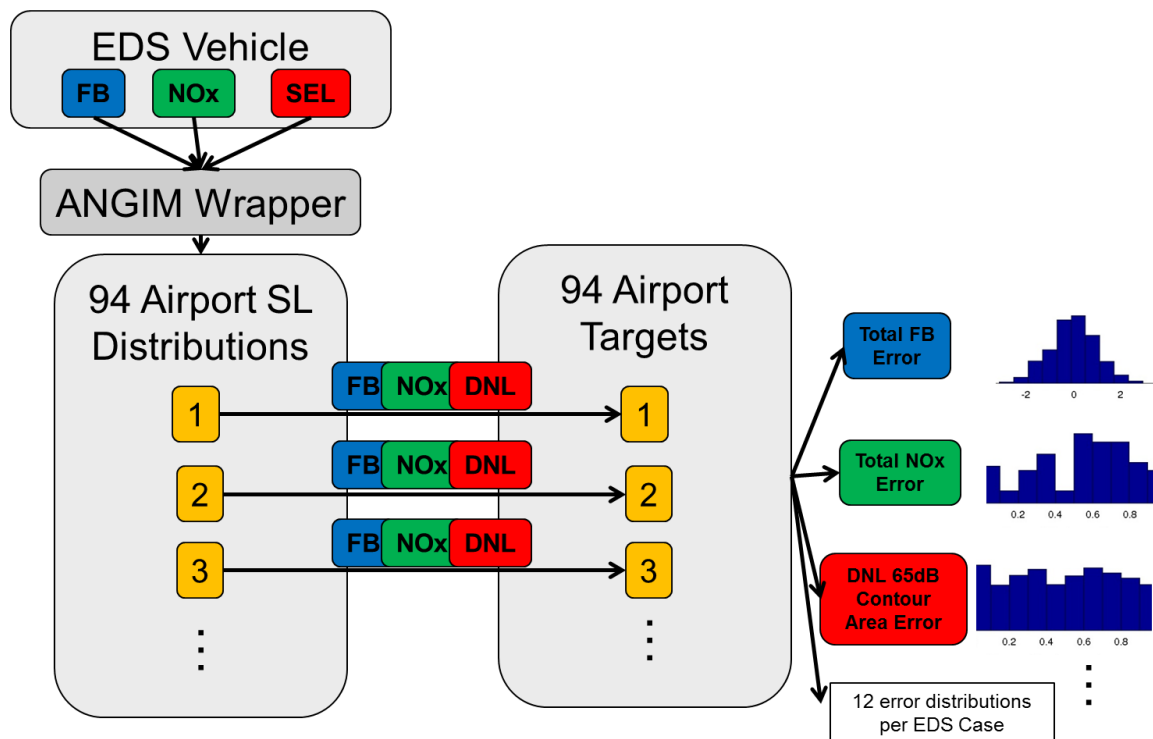 EDS Vehicle
FB
NOx
SEL
ANGIM Wrapper
94 Airport SL
Distributions
94 Airport
Targets
FB NOx DNL
1
1
FB NOx DNL
2
2
FB NOx DNL
3
3
Total FB
Error
-2 0 2
Total NOx
Error
0.2 0.4 0.6 0.8
DNL 65dB
Contour
Area Error
0.2 0.4 0.6 0.8
12 error distributions
per EDS Case